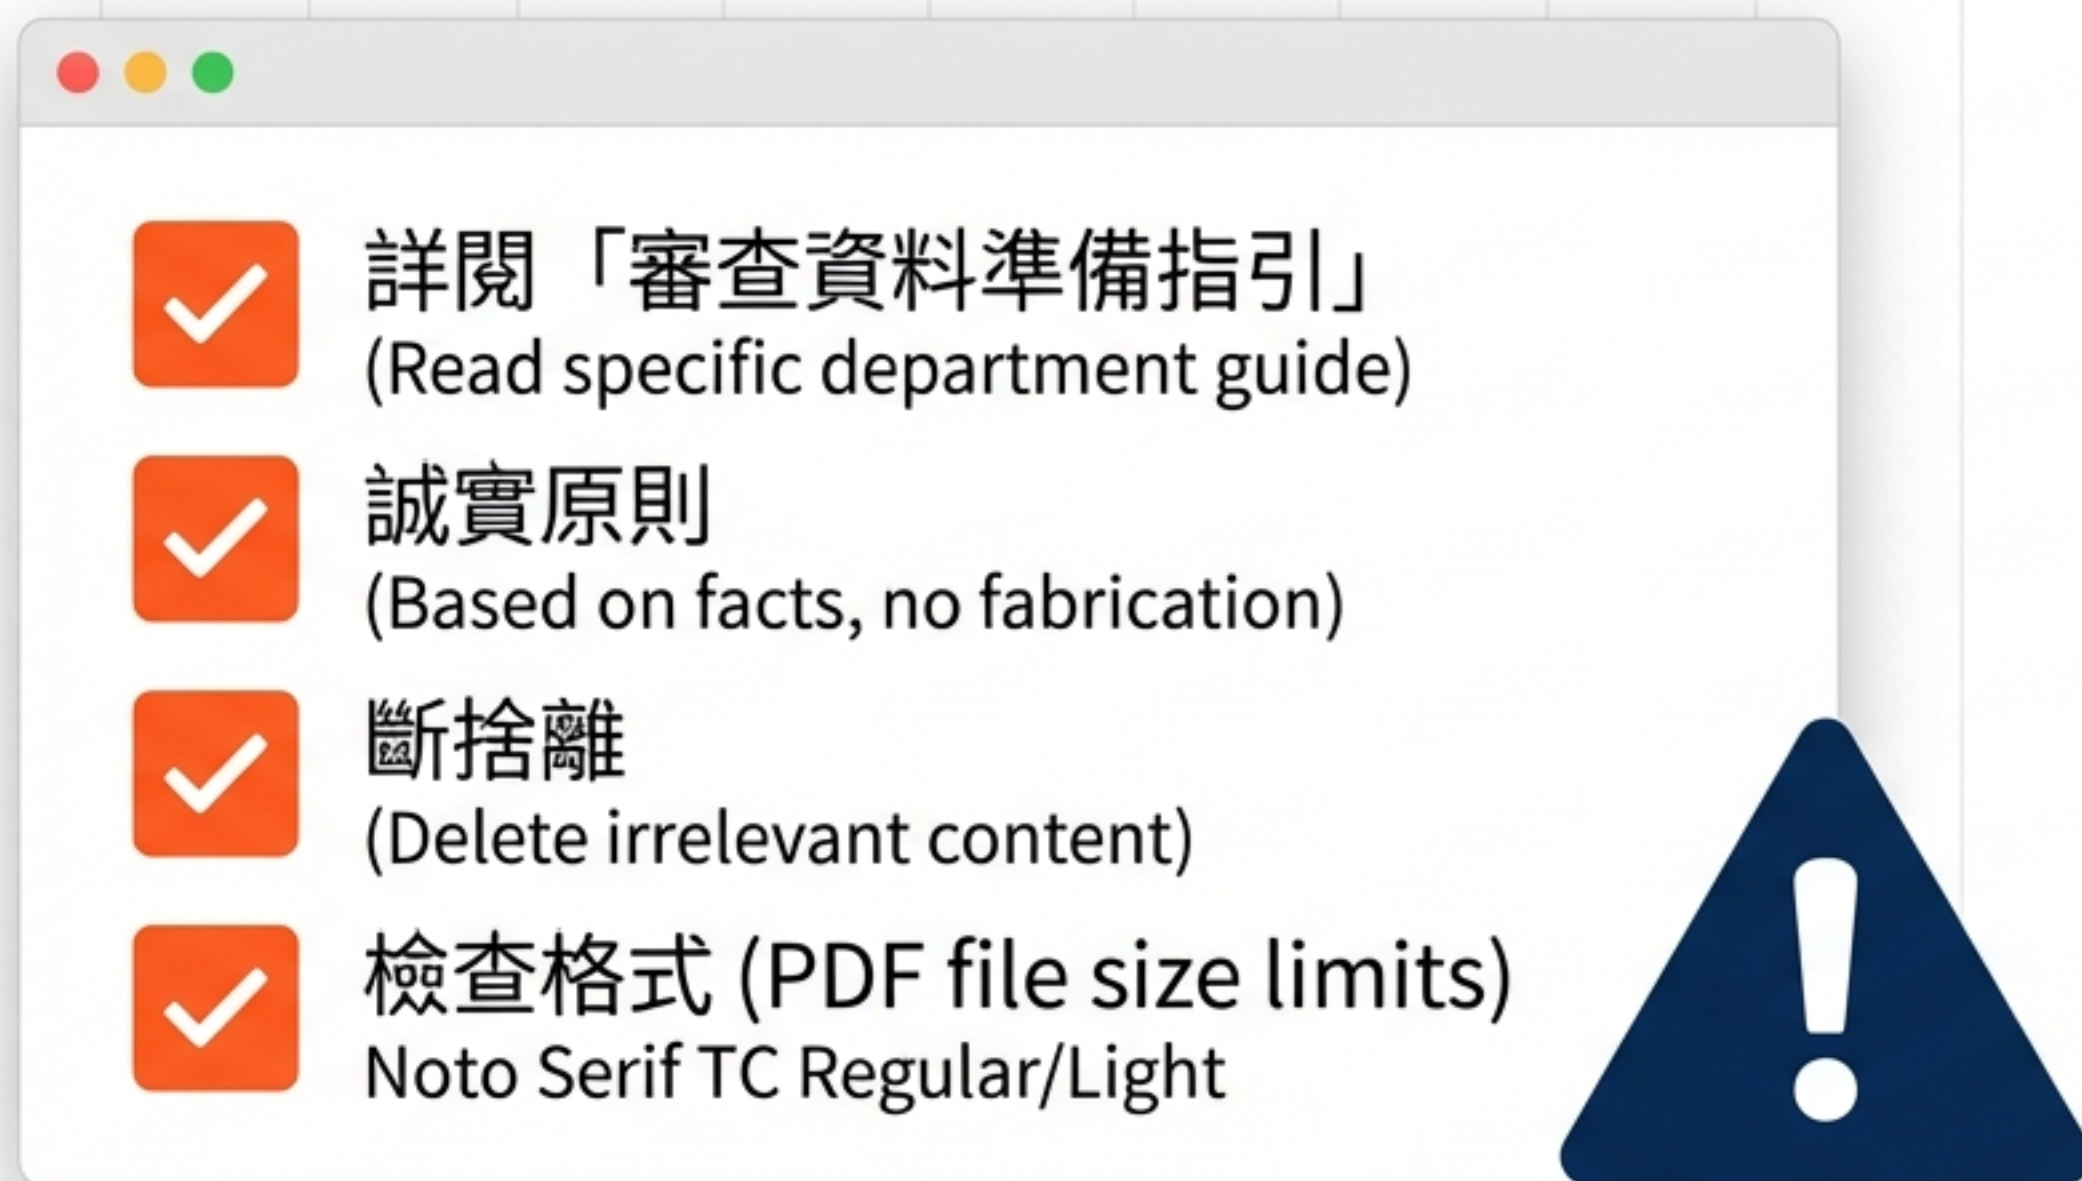 詳閱「審查資料準備指引」
(Read specific department guide)
誠實原則
(Based on facts, no fabrication)
斷捨離
(Delete irrelevant content)
檢查格式 (PDF file size limits)
Noto Serif TC Regular/Light